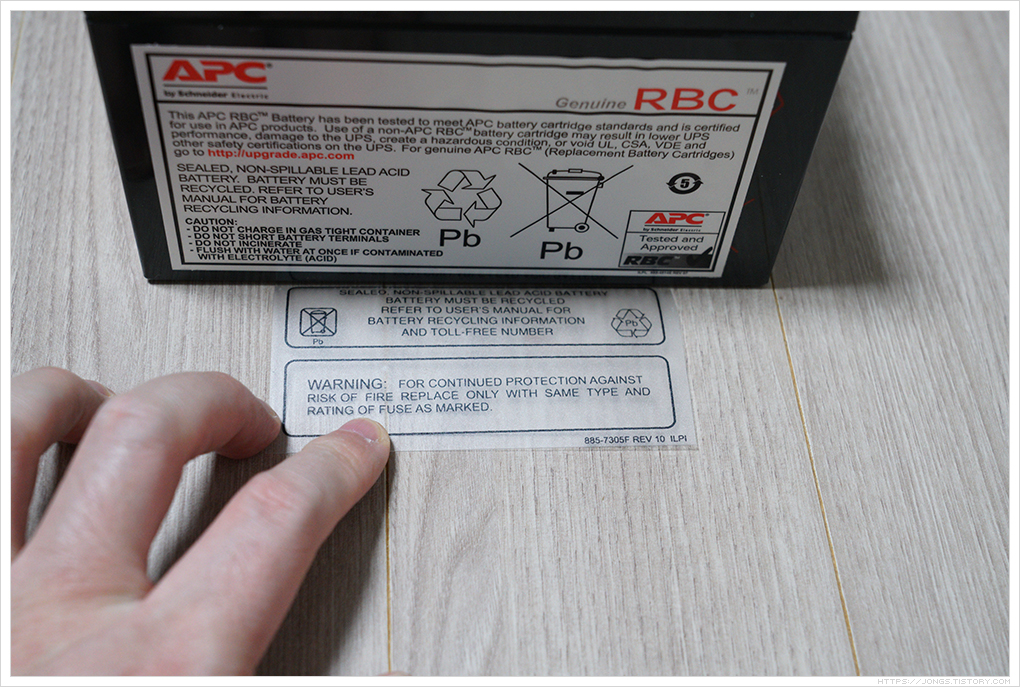 APC
by Schneider Electric
Genuine RBC™
This APC RBC™ Battery has been tested to meet APC battery cartridge standards and is certified
for use in APC products. Use of a non-APC RBC™ battery cartridge may result in lower UPS
performance, damage to the UPS, create a hazardous condition, or void UL, CSA, VDE and
other safety certifications on the UPS. For genuine APC RBC™ (Replacement Battery Cartridges)
go to http://upgrade.apc.com
SEALED, NON-SPILLABLE LEAD ACID
BATTERY. BATTERY MUST BE
RECYCLED. REFER TO USER'S
MANUAL FOR BATTERY
RECYCLING INFORMATION.
CAUTION:
- DO NOT CHARGE IN GAS TIGHT CONTAINER
- DO NOT SHORT BATTERY TERMINALS
- DO NOT INCINERATE
- FLUSH WITH WATER AT ONCE IF CONTAMINATED
WITH ELECTROLYTE (ACID)
Pb
Pb
5
APC
by Schneider Electric
Tested and
Approved
RBC™
SEALED, NON-SPILLABLE LEAD ACID BATTERY
BATTERY MUST BE RECYCLED
REFER TO USER'S MANUAL FOR
BATTERY RECYCLING INFORMATION
AND TOLL-FREE NUMBER
Pb
Pb
WARNING: FOR CONTINUED PROTECTION AGAINST
RISK OF FIRE REPLACE ONLY WITH SAME TYPE AND
RATING OF FUSE AS MARKED.
885-7305F REV 10 ILPI
HTTPS://JONGS.TISTORY.COM